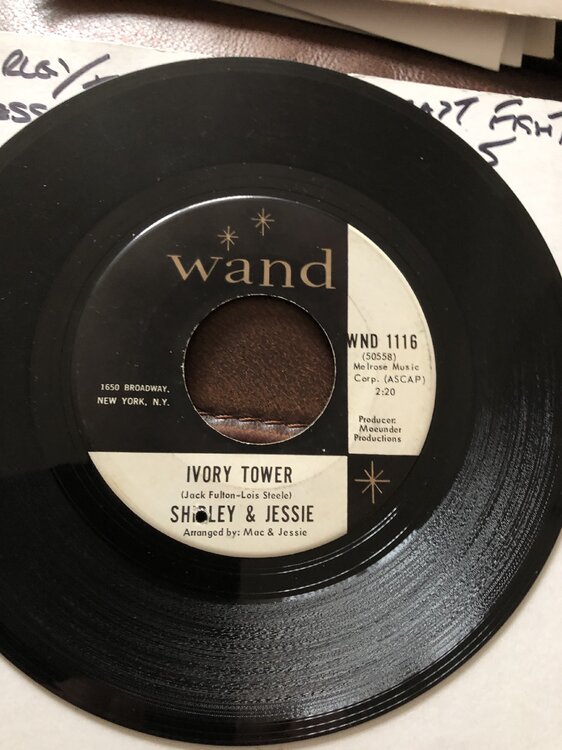 wand
WND 1116
(50558)
Melrose Music
Corp. (ASCAP)
2:20
1650 BROADWAY,
NEW YORK, N.Y.
Producer:
Maeunder
Productions
IVORY TOWER
(Jack Fulton-Lois Steele)
SHIRLEY & JESSIE
Arranged by: Mac & Jessie